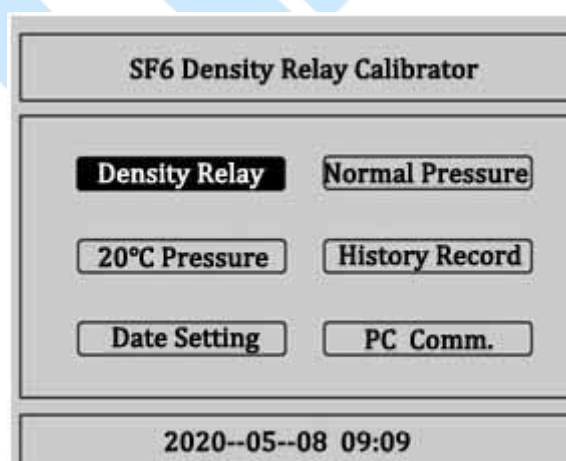 SF6 Density Relay Calibrator
Density Relay Normal Pressure
20°C Pressure History Record
Date Setting PC Comm.
2020--05--08 09:09